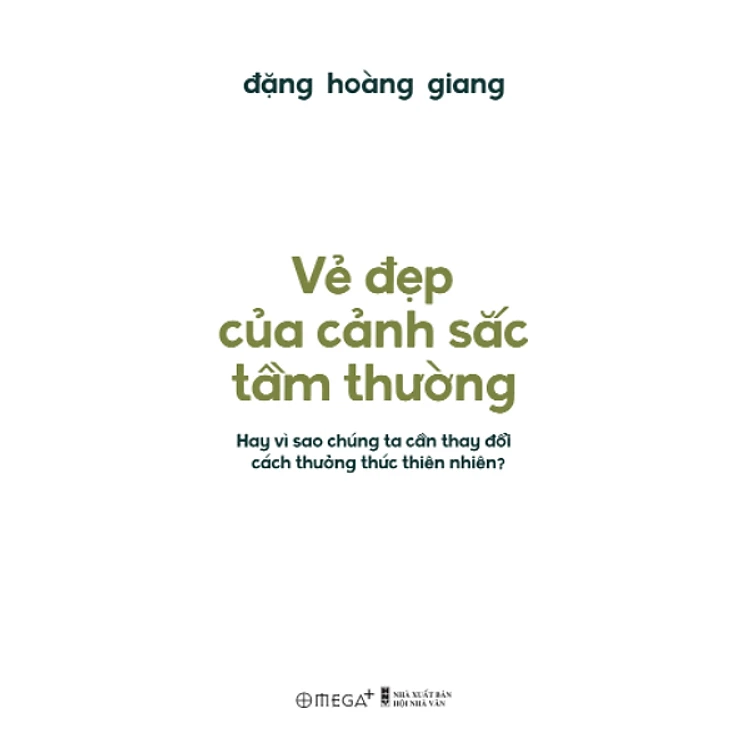 đặng hoàng giang
Vẻ đẹp
của cảnh sắc
tầm thường
Hay vì sao chúng ta cần thay đổi
cách thưởng thức thiên nhiên?
OMEGA+
NHÀ XUẤT BẢN
HỘI NHÀ VĂN